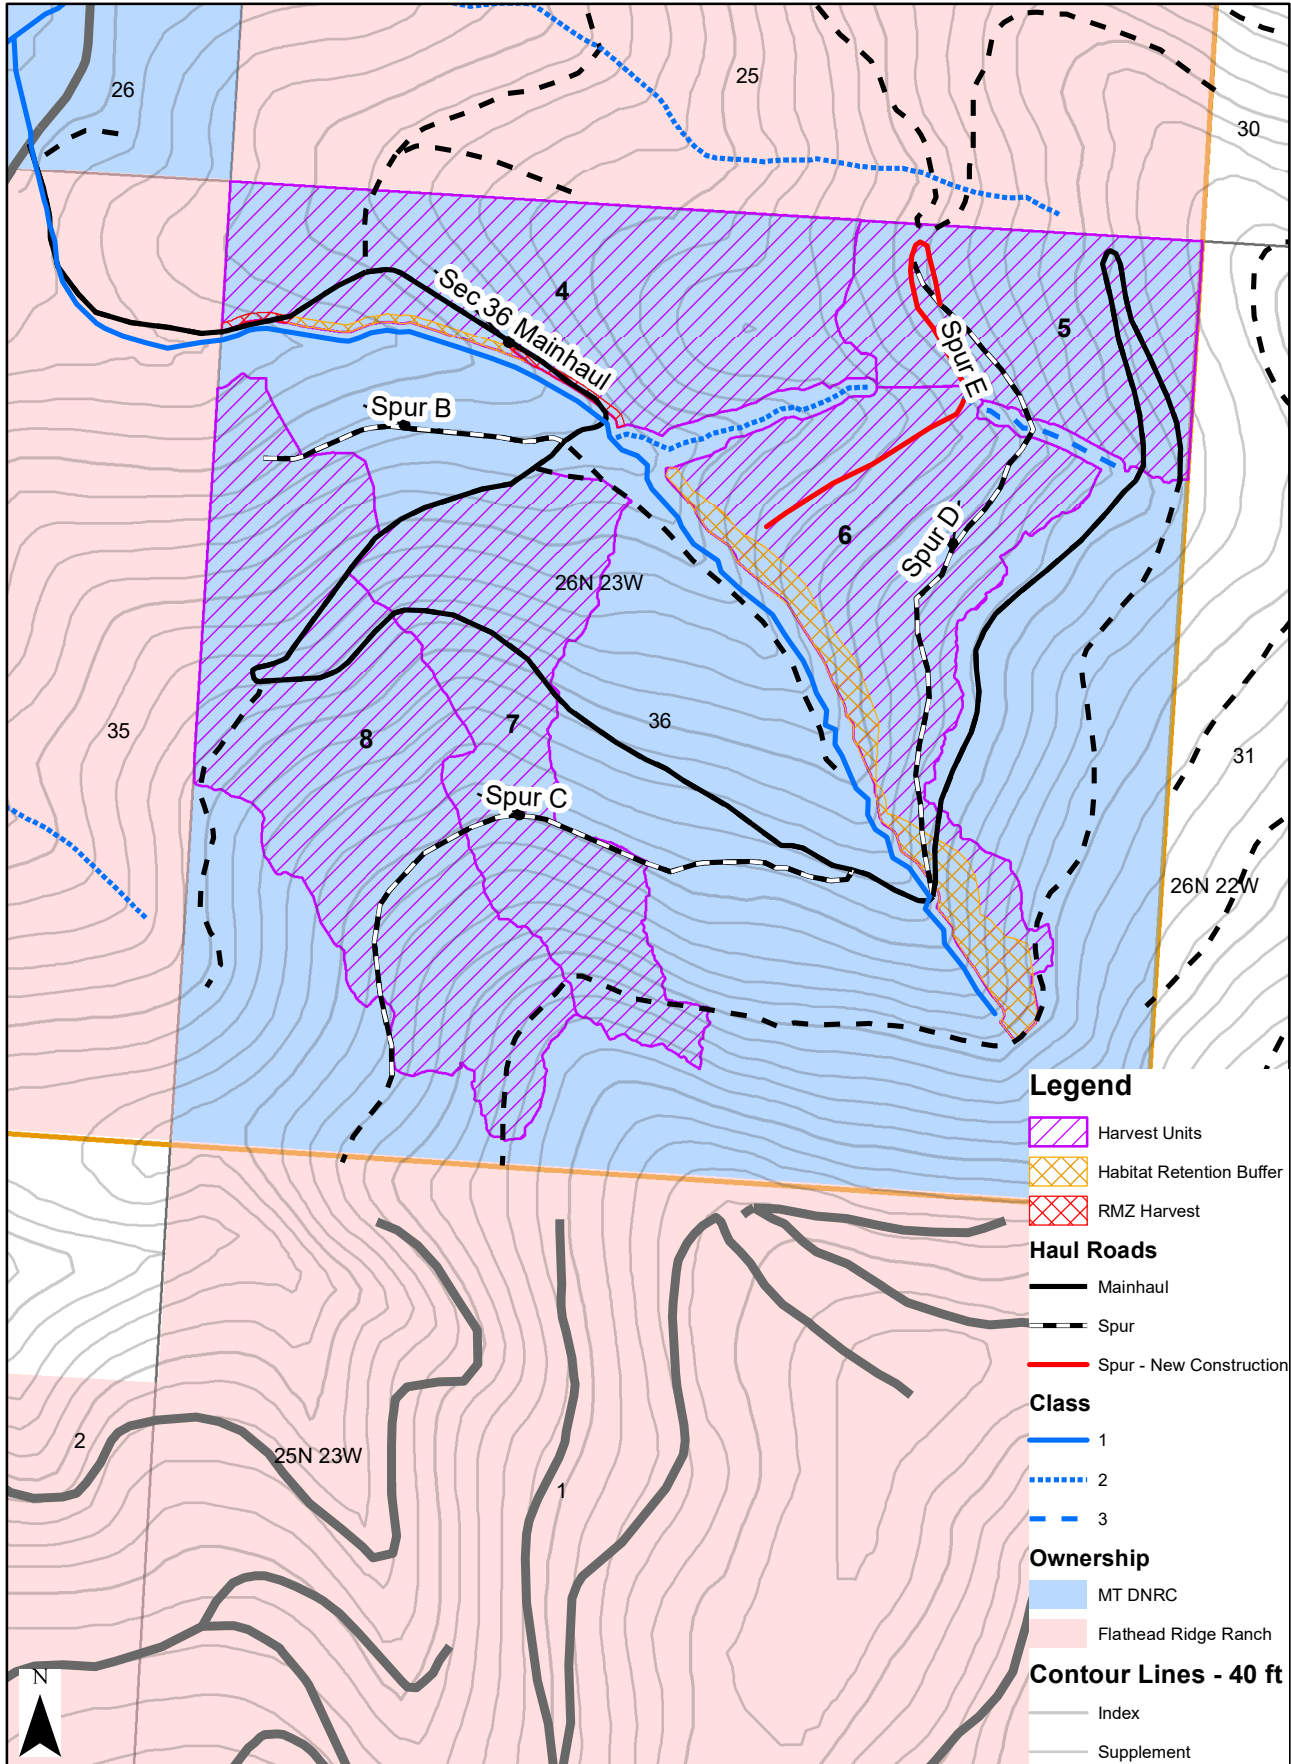 26
25
30
Sec 36 Mainhaul
4
5
Spur E
Spur B
6
Spur D
26N 23W
35
8
7
36
31
Spur C
26N 22W
2
25N 23W
1
N
Legend
Harvest Units
Habitat Retention Buffer
RMZ Harvest
Haul Roads
Mainhaul
Spur
Spur - New Construction
Class
1
2
3
Ownership
MT DNRC
Flathead Ridge Ranch
Contour Lines - 40 ft
Index
Supplement